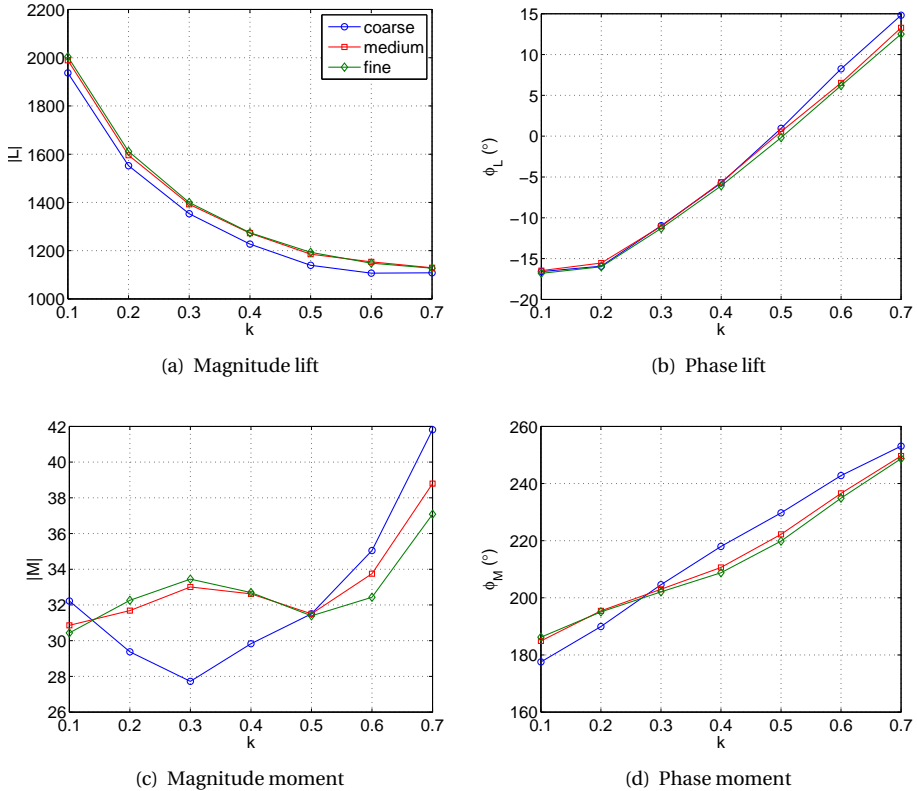 2200
2000
1800
1600
1400
1200
1000
|L|
0.1 0.2 0.3 0.4 0.5 0.6 0.7
k
coarse
medium
fine
(a) Magnitude lift
15
10
5
0
−5
−10
−15
−20
ϕ_L (°)
0.1 0.2 0.3 0.4 0.5 0.6 0.7
k
(b) Phase lift
42
40
38
36
34
32
30
28
26
|M|
0.1 0.2 0.3 0.4 0.5 0.6 0.7
k
(c) Magnitude moment
260
240
220
200
180
160
ϕ_M (°)
0.1 0.2 0.3 0.4 0.5 0.6 0.7
k
(d) Phase moment